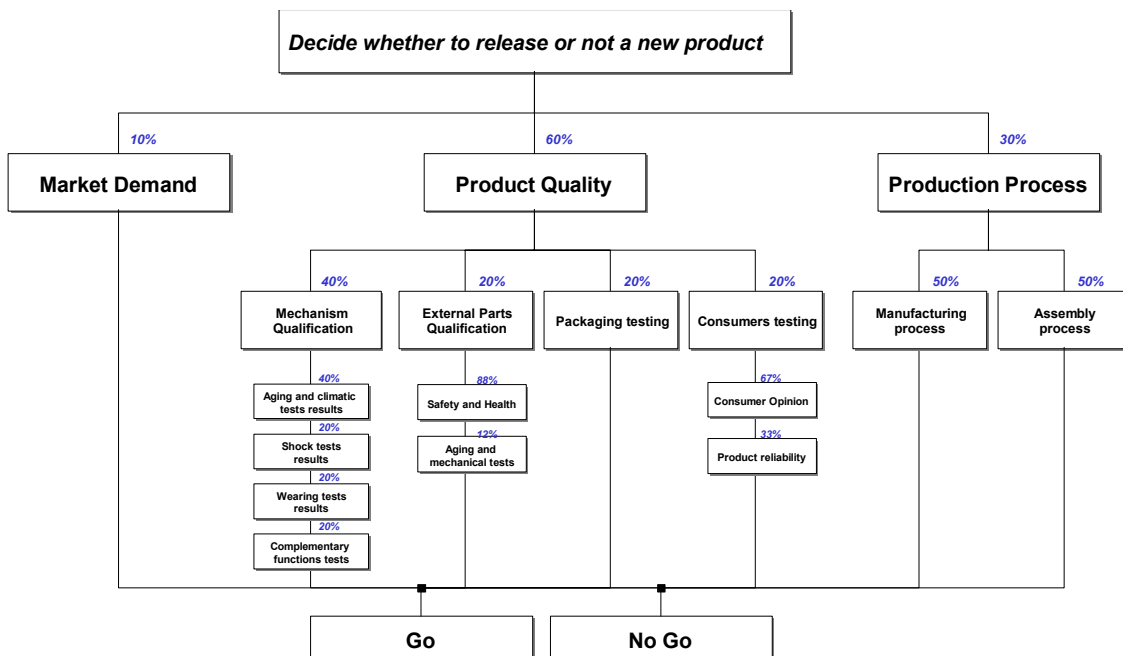 Decide whether to release or not a new product
10%
60%
30%
Market Demand
Product Quality
Production Process
40%
20%
20%
20%
50%
50%
Mechanism
Qualification
External Parts
Qualification
Packaging testing
Consumers testing
Manufacturing
process
Assembly
process
40%
Aging and climatic
tests results
20%
Shock tests
results
20%
Wearing tests
results
20%
Complementary
functions tests
88%
Safety and Health
12%
Aging and
mechanical tests
67%
Consumer Opinion
33%
Product reliability
Go
No Go